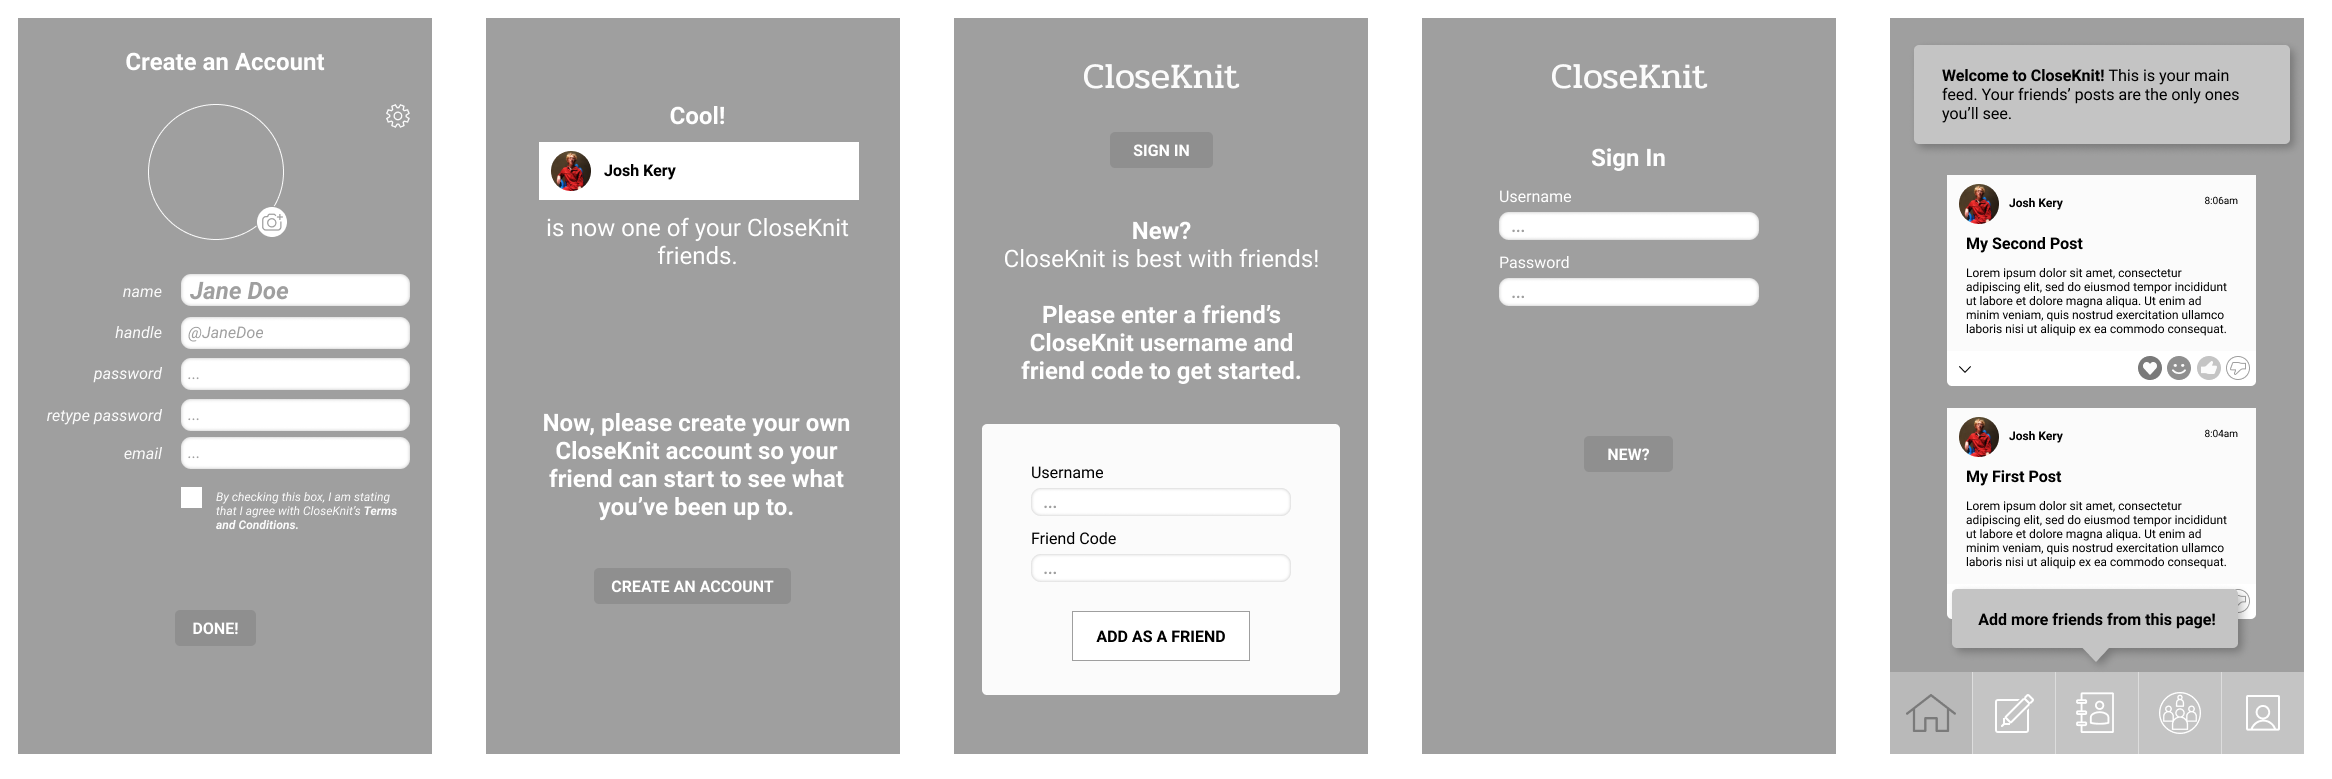 Create an Account
name
Jane Doe
handle
@JaneDoe
password
...
retype password
...
email
...
By checking this box, I am stating
that I agree with CloseKnit's Terms
and Conditions.
DONE!
Cool!
Josh Kery
is now one of your CloseKnit
friends.
Now, please create your own
CloseKnit account so your
friend can start to see what
you've been up to.
CREATE AN ACCOUNT
CloseKnit
SIGN IN
New?
CloseKnit is best with friends!
Please enter a friend's
CloseKnit username and
friend code to get started.
Username
...
Friend Code
...
ADD AS A FRIEND
CloseKnit
Sign In
Username
...
Password
...
NEW?
Welcome to CloseKnit! This is your main
feed. Your friends' posts are the only ones
you'll see.
Josh Kery
8:06am
My Second Post
Lorem ipsum dolor sit amet, consectetur
adipiscing elit, sed do eiusmod tempor incididunt
ut labore et dolore magna aliqua. Ut enim ad
minim veniam, quis nostrud exercitation ullamco
laboris nisi ut aliquip ex ea commodo consequat.
Josh Kery
8:04am
My First Post
Lorem ipsum dolor sit amet, consectetur
adipiscing elit, sed do eiusmod tempor incididunt
ut labore et dolore magna aliqua. Ut enim ad
minim veniam, quis nostrud exercitation ullamco
laboris nisi ut aliquip ex ea commodo consequat.
Add more friends from this page!